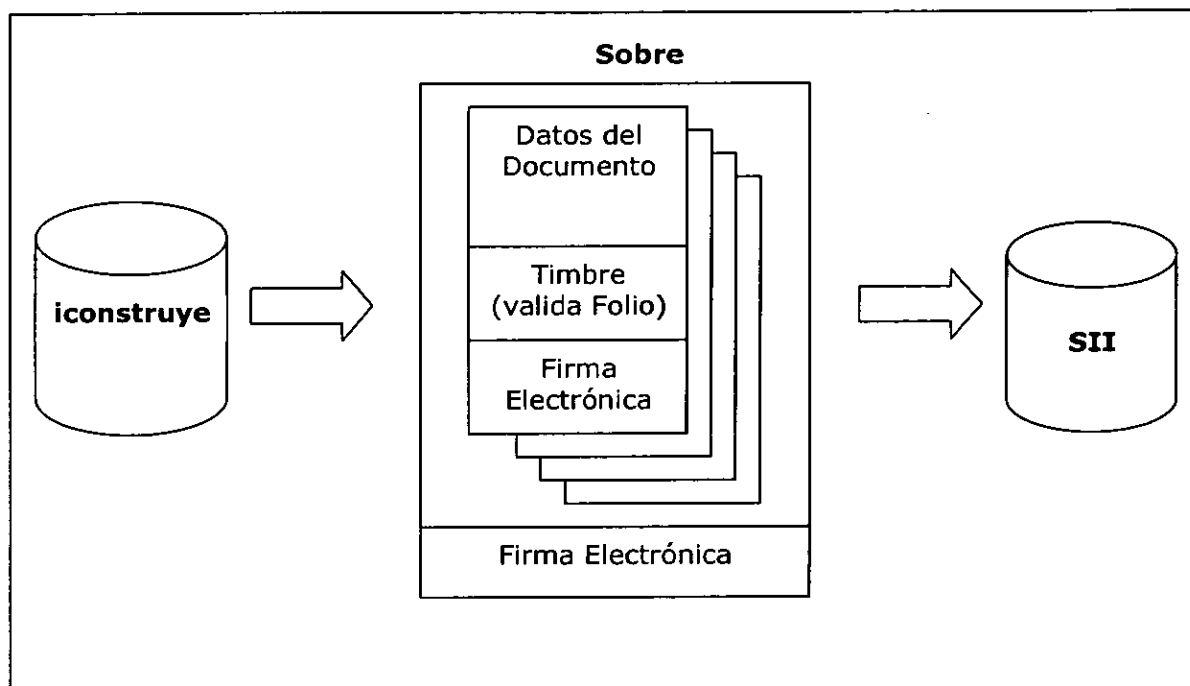 Sobre
Datos del
Documento
iconstruye
Timbre
(valida Folio)
Firma
Electrónica
SII
Firma Electrónica